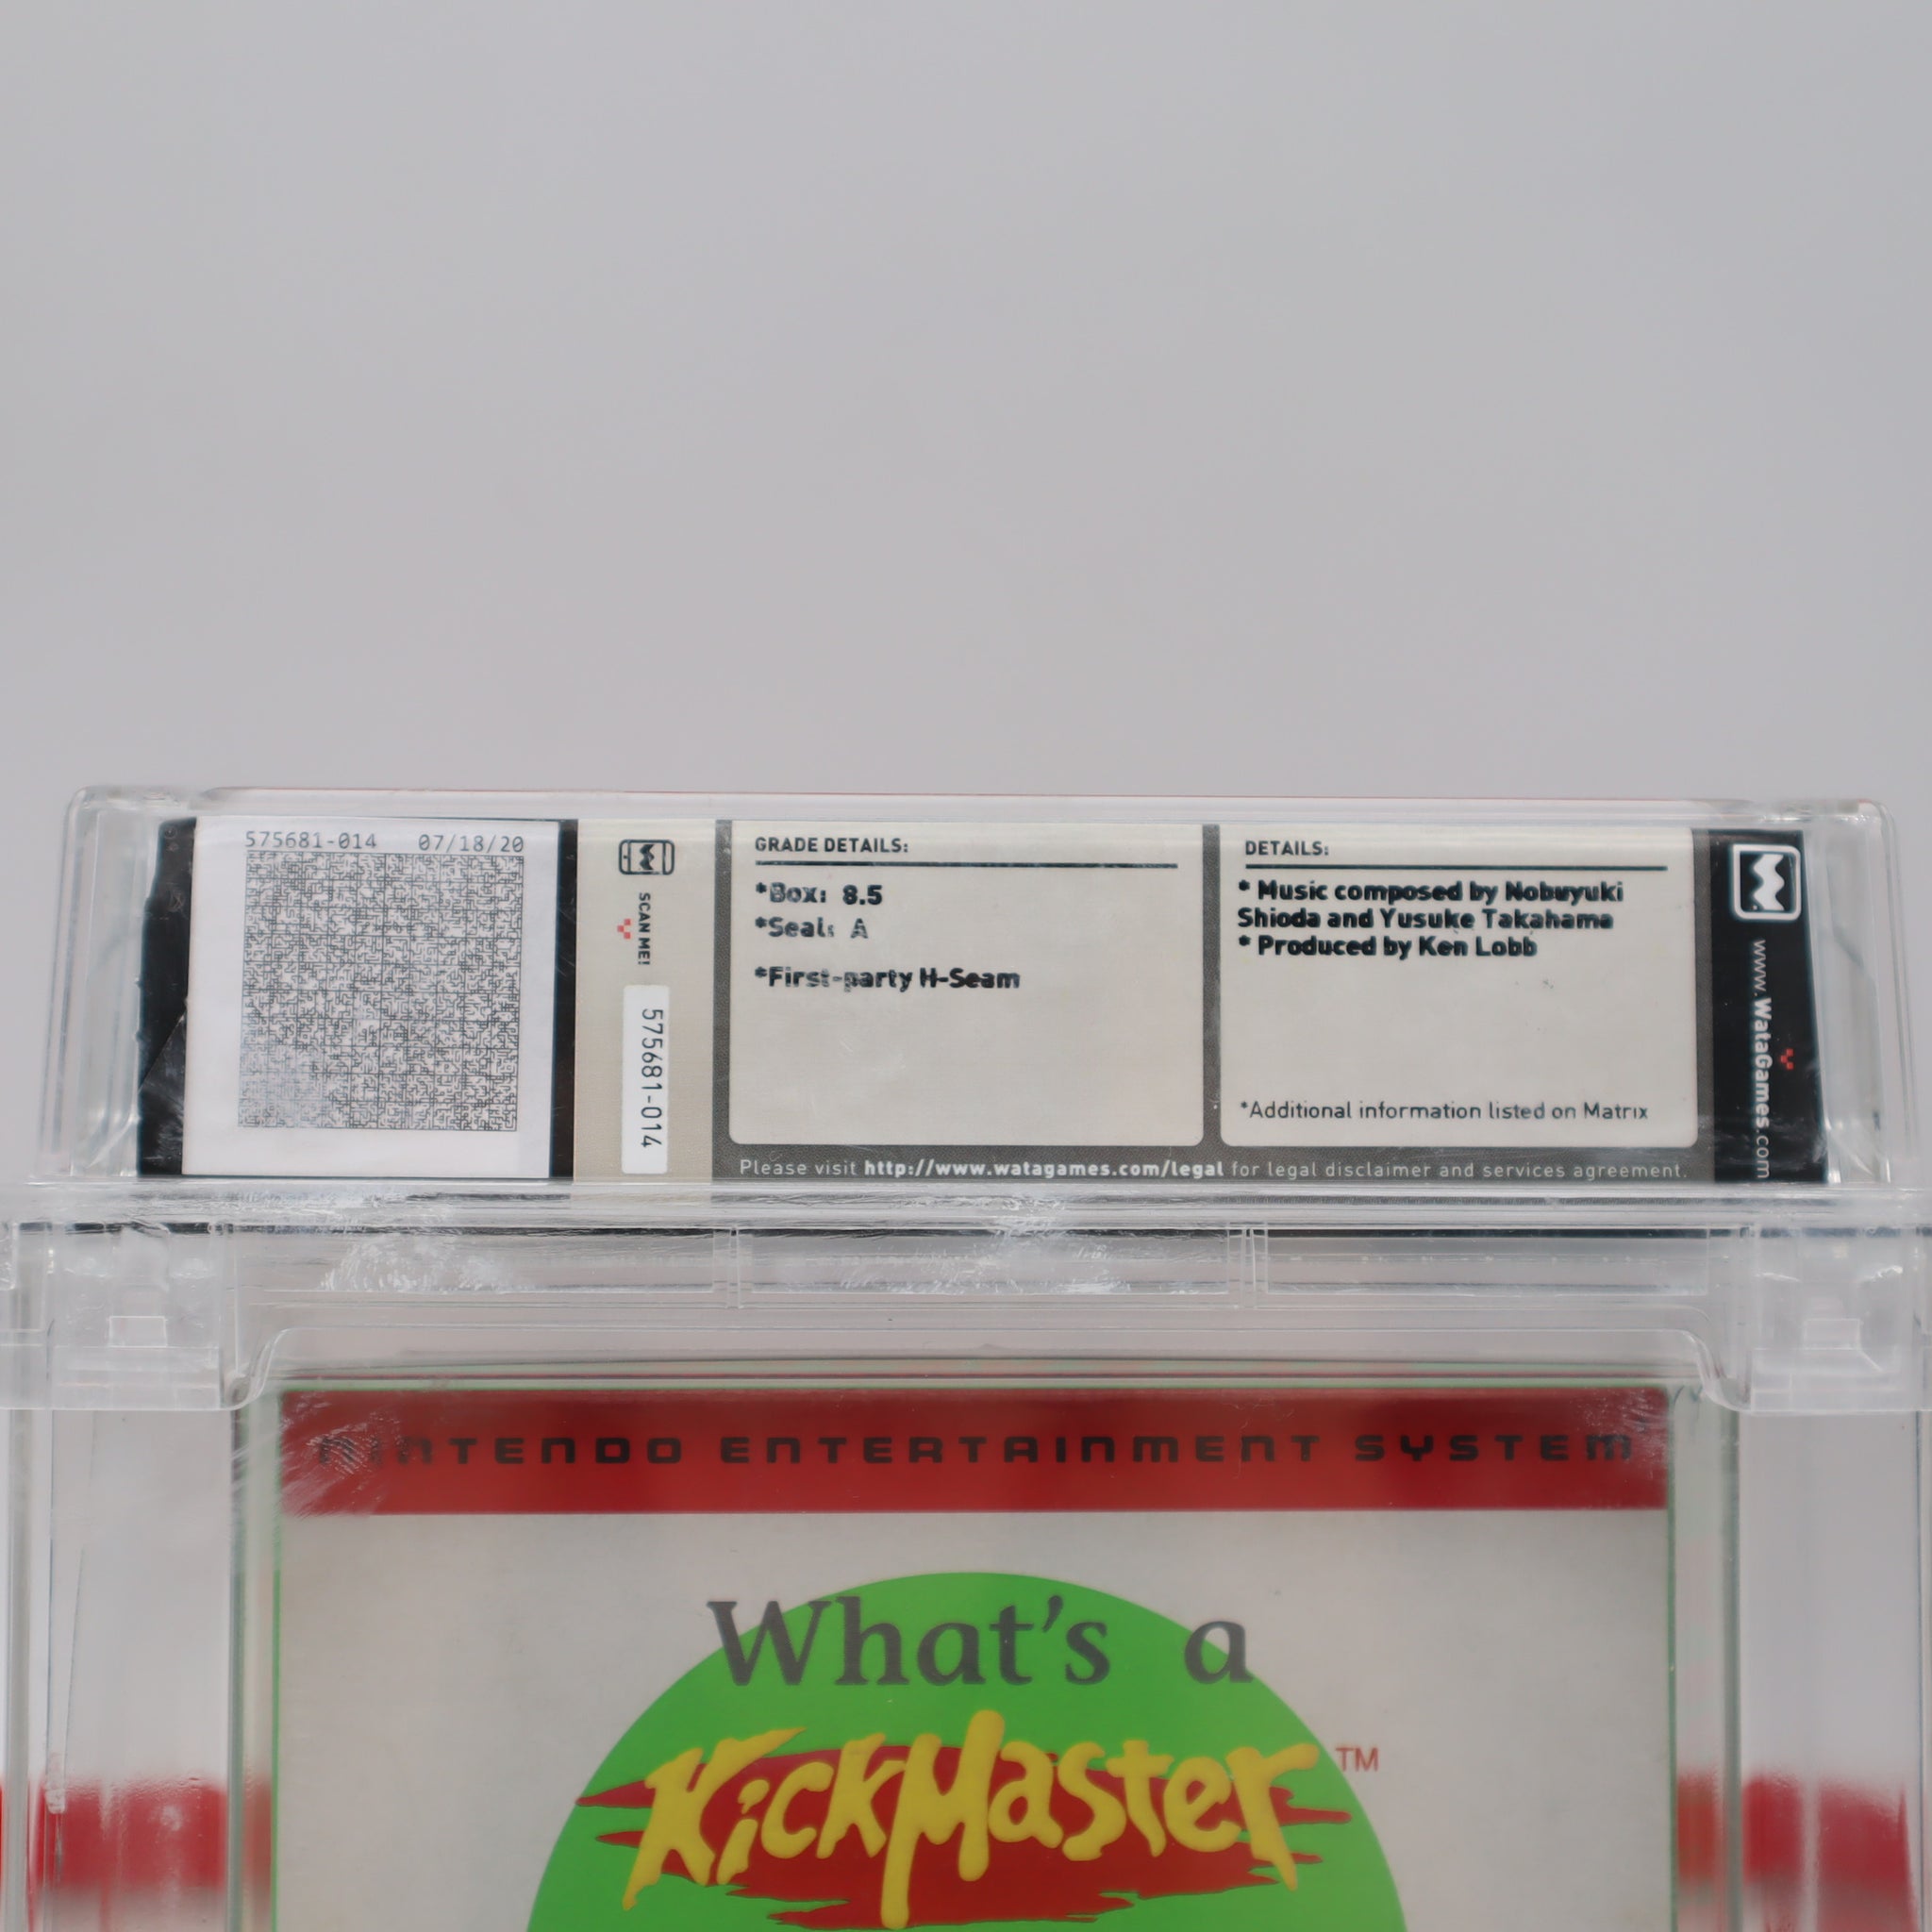 575681-014 07/18/20
SCAN ME!
575681-014
GRADE DETAILS:
*Box: 8.5
*Seal: A
*First-party H-Seam
DETAILS:
* Music composed by Nobuyuki
Shioda and Yusuke Takahama
* Produced by Ken Lobb
*Additional information listed on Matrix
Please visit http://www.watagames.com/legal for legal disclaimer and services agreement.
www.WataGames.com
NINTENDO ENTERTAINMENT SYSTEM
What's a
KickMaster™